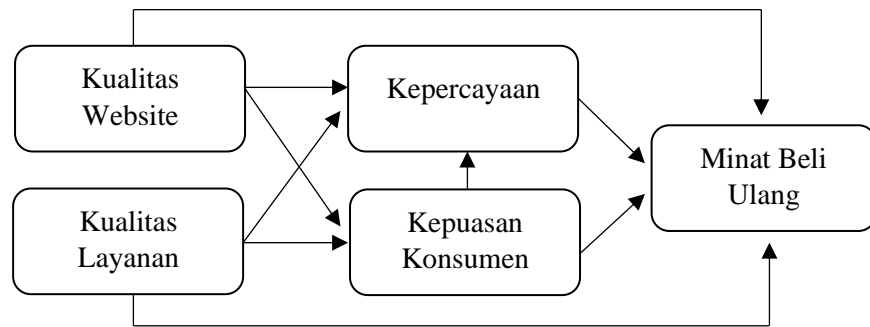 Kualitas
Website
Kepercayaan
Minat Beli
Ulang
Kualitas
Layanan
Kepuasan
Konsumen